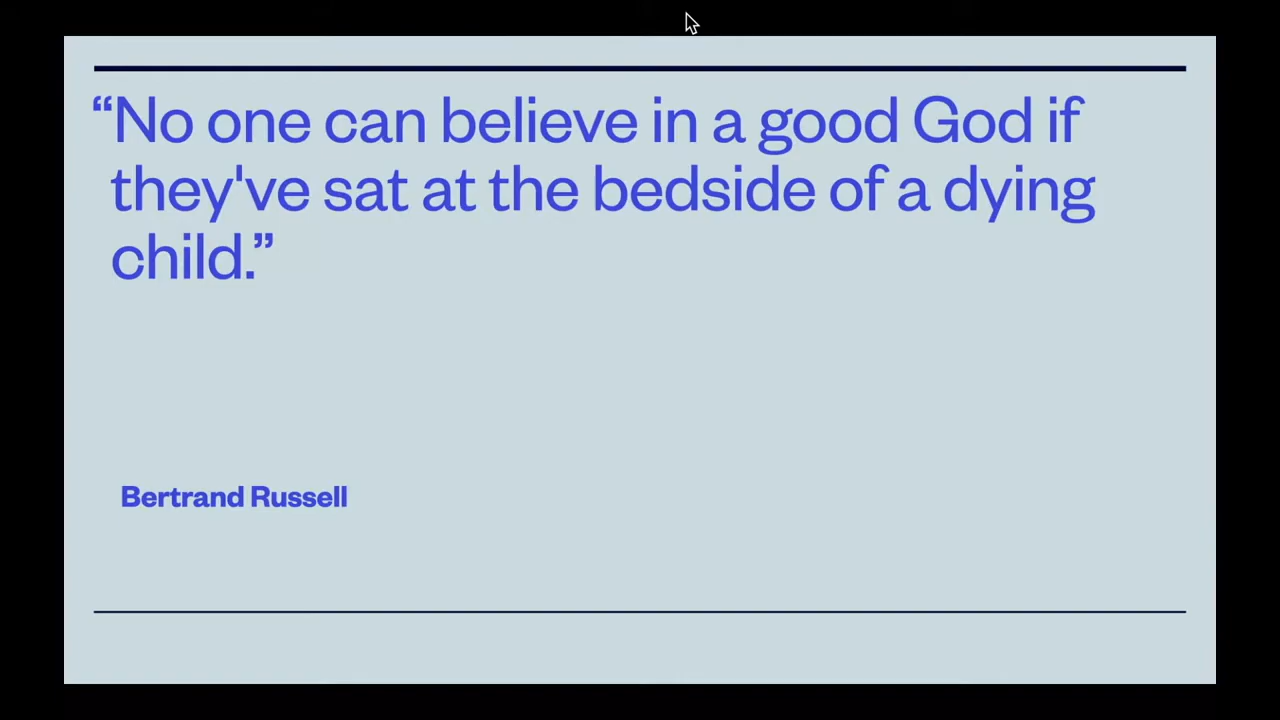 “No one can believe in a good God if
they've sat at the bedside of a dying
child.”
Bertrand Russell